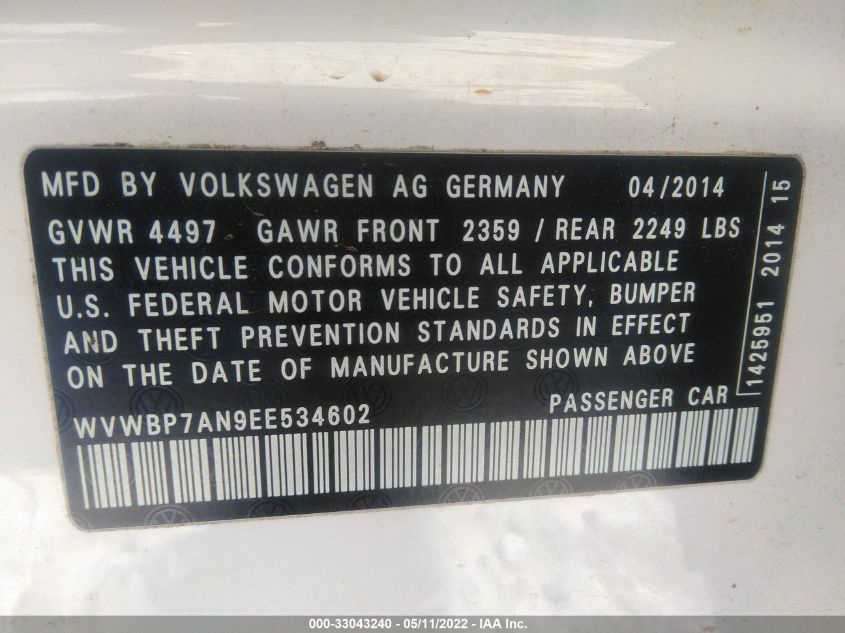 MFD BY VOLKSWAGEN AG GERMANY 04/2014
GVWR 4497 GAWR FRONT 2359 / REAR 2249 LBS
THIS VEHICLE CONFORMS TO ALL APPLICABLE
U.S. FEDERAL MOTOR VEHICLE SAFETY, BUMPER
AND THEFT PREVENTION STANDARDS IN EFFECT
ON THE DATE OF MANUFACTURE SHOWN ABOVE
WVWBP7AN9EE534602 PASSENGER CAR
1425951 2014 15
000-33043240 - 05/11/2022 - IAA Inc.